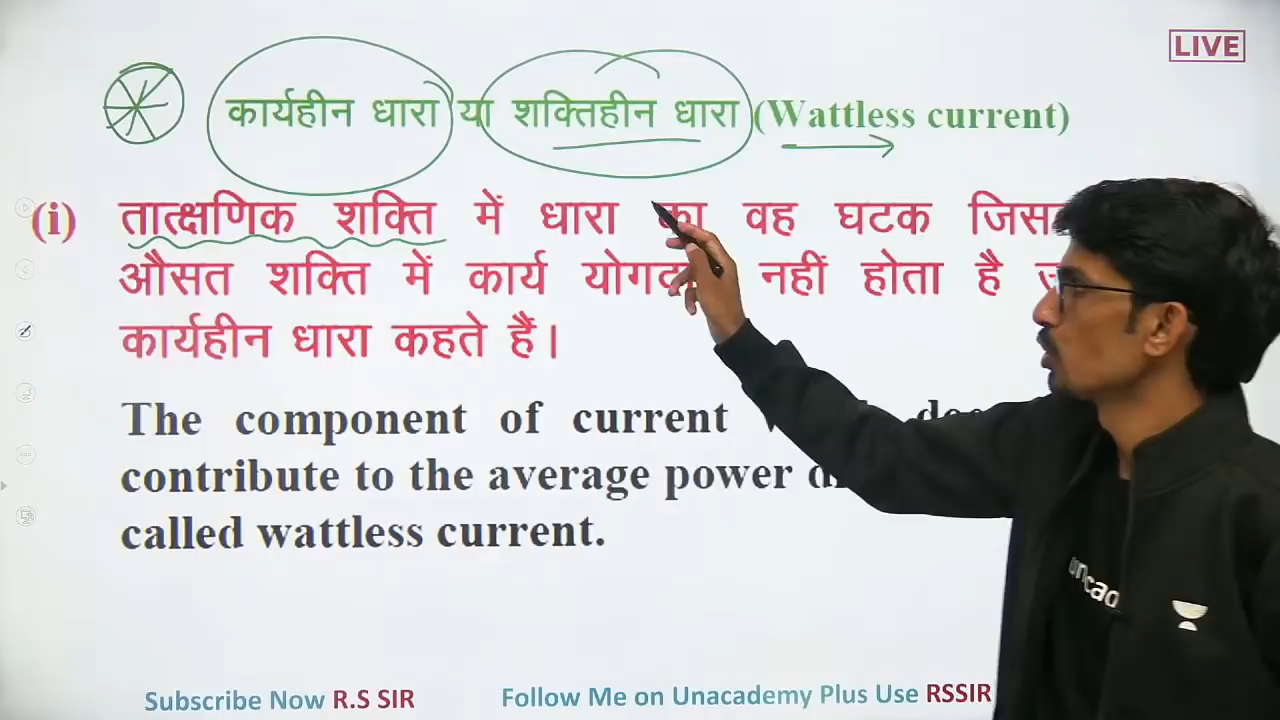 LIVE
कार्यहीन धारा या शक्तिहीन धारा (Wattless current)
(i) तात्क्षणिक शक्ति में धारा का वह घटक
औसत शक्ति में कार्य नहीं होता है
कार्यहीन धारा कहते हैं।
The component of current
contribute to the average power
called wattless current.
Subscribe Now R.S SIR
Follow Me on Unacademy Plus Use RSSIR